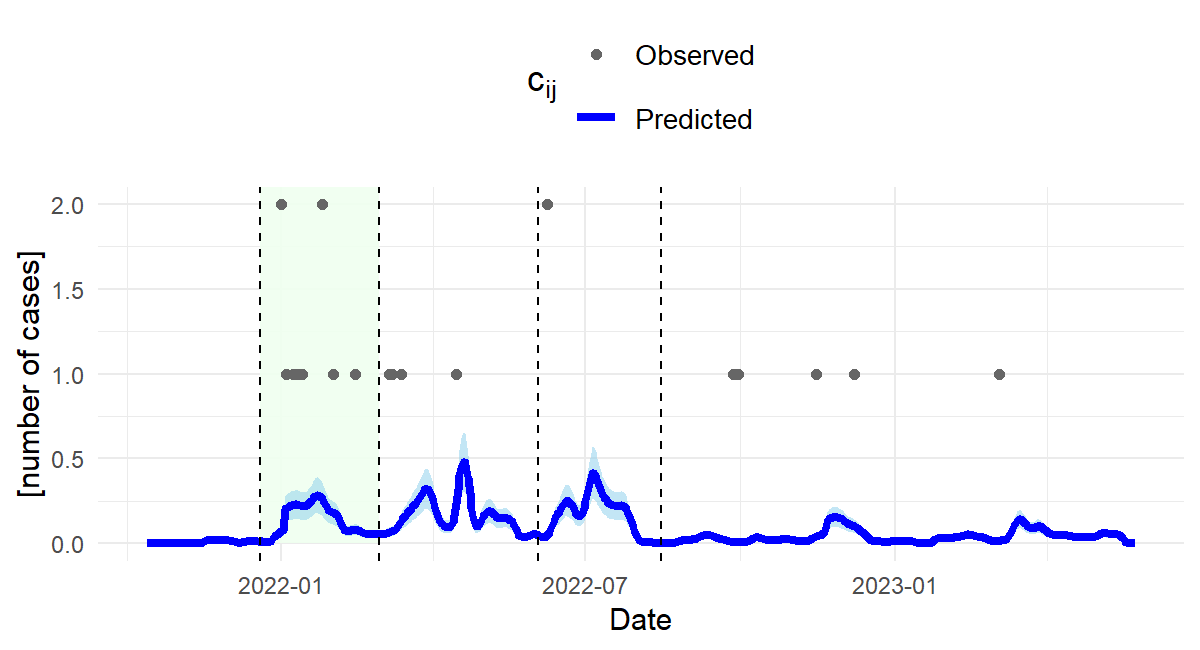 Observed
c_ij
Predicted
[number of cases]
2.0
1.5
1.0
0.5
0.0
2022-01 2022-07 2023-01
Date